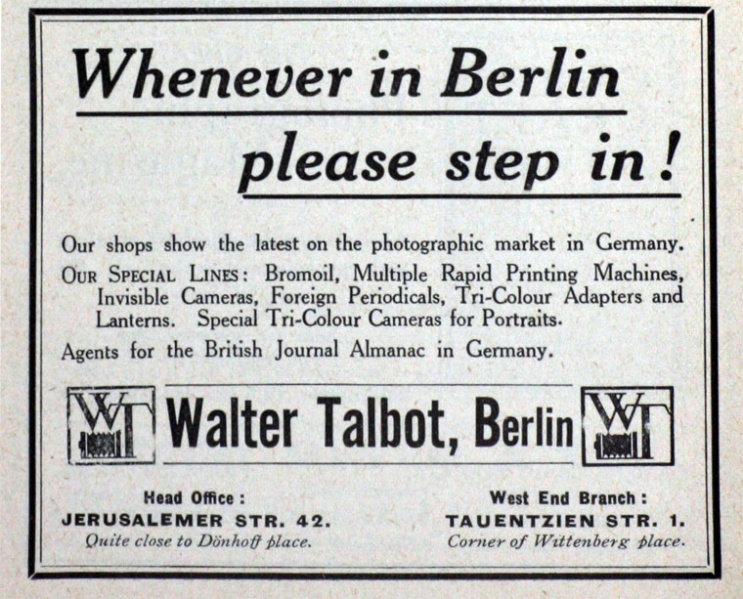 Whenever in Berlin
please step in!
Our shops show the latest on the photographic market in Germany.
OUR SPECIAL LINES: Bromoil, Multiple Rapid Printing Machines,
Invisible Cameras, Foreign Periodicals, Tri-Colour Adapters and
Lanterns. Special Tri-Colour Cameras for Portraits.
Agents for the British Journal Almanac in Germany.
WT Walter Talbot, Berlin WT
Head Office:
JERUSALEMER STR. 42.
Quite close to Dönhoff place.
West End Branch:
TAUENTZIEN STR. 1.
Corner of Wittenberg place.